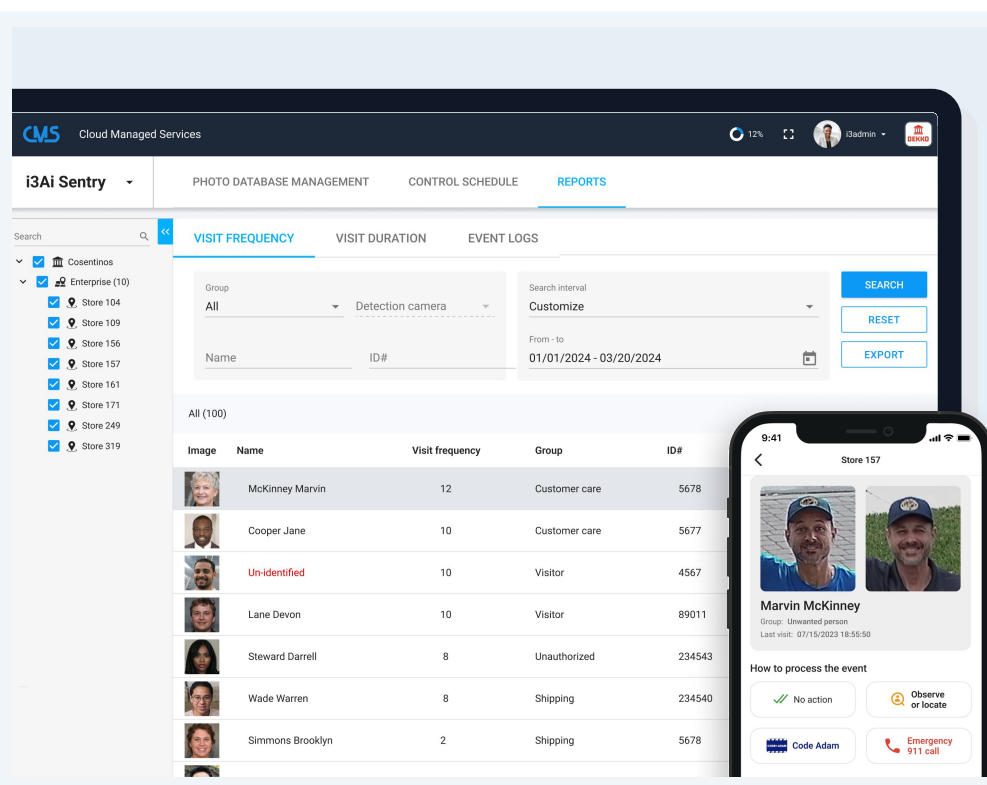 CMS Cloud Managed Services 12% i3admin DEKKO
i3Ai Sentry PHOTO DATABASE MANAGEMENT CONTROL SCHEDULE REPORTS
Search
Cosentinos
Enterprise (10)
Store 104
Store 109
Store 156
Store 157
Store 161
Store 171
Store 249
Store 319
VISIT FREQUENCY VISIT DURATION EVENT LOGS
Group
All Detection camera
Name ID#
Search interval
Customize
From - to
01/01/2024 - 03/20/2024
SEARCH
RESET
EXPORT
All (100)
Image Name Visit frequency Group ID#
McKinney Marvin 12 Customer care 5678
Cooper Jane 10 Customer care 5677
Un-identified 10 Visitor 4567
Lane Devon 10 Visitor 89011
Steward Darrell 8 Unauthorized 234543
Wade Warren 8 Shipping 234540
Simmons Brooklyn 2 Shipping 5678
9:41
Store 157
Marvin McKinney
Group: Unwanted person
Last visit: 07/15/2023 18:55:50
How to process the event
No action
Observe
or locate
Code Adam
Emergency
911 call